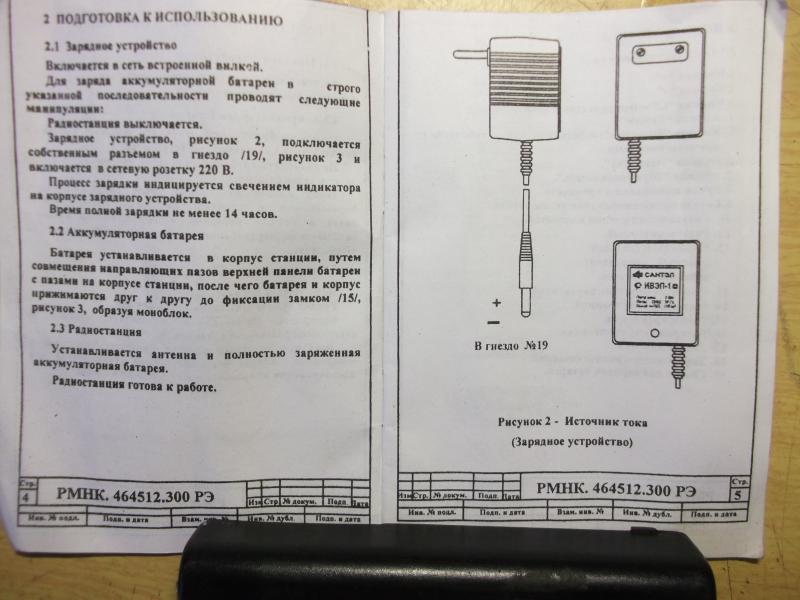 2 ПОДГОТОВКА К ИСПОЛЬЗОВАНИЮ
2.1 Зарядное устройство
Включается в сеть встроенной вилкой.
Для заряда аккумуляторной батареи в строго
указанной последовательности проводят следующие
манипуляции:
Радиостанция выключается.
Зарядное устройство, рисунок 2, подключается
собственным разъемом в гнездо /19/, рисунок 3 и
включается в сетевую розетку 220 В.
Процесс зарядки индицируется свечением индикатора
на корпусе зарядного устройства.
Время полной зарядки не менее 14 часов.
2.2 Аккумуляторная батарея
Батарея устанавливается в корпус станции, путем
совмещения направляющих пазов верхней панели батареи
с пазами на корпусе станции, после чего батарея и корпус
прижимаются друг к другу до фиксации замком /15/,
рисунок 3, образуя моноблок.
2.3 Радиостанция
Устанавливается антенна и полностью заряженная
аккумуляторная батарея.
Радиостанция готова к работе.
Стр.
4
РМНК. 464512.300 РЭ
Изм Стр. № докум. Подп. Дата
Инв. № подл. Подп. и дата Взам. инв. № Инв. № дубл. Подп. и дата
САНТЭЛ
ИВЭП-1
+
−
В гнездо №19
Рисунок 2 - Источник тока
(Зарядное устройство)
Изм Стр. № докум. Подп. Дата
РМНК. 464512.300 РЭ
Стр.
5
Инв. № подл. Подп. и дата Взам. инв. № Инв. № дубл. Подп. и дата